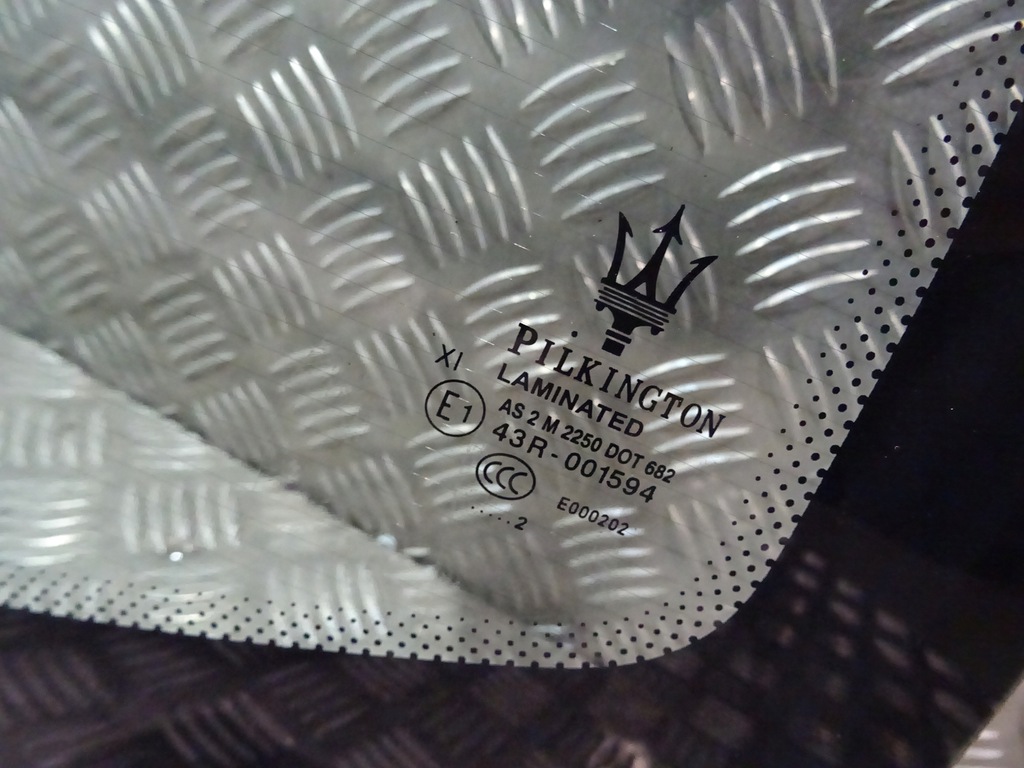 PILKINGTON
XI
LAMINATED
E1
AS 2 M 2250 DOT 682
43R-001594
CCC
E000202
.....2